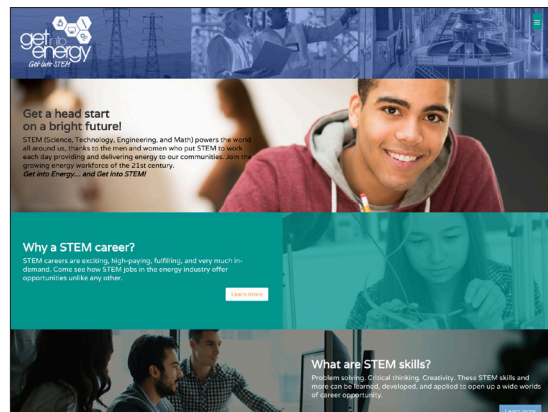 get into
energy
Get into STEM
Get a head start
on a bright future!
STEM (Science, Technology, Engineering, and Math) powers the world
all around us, thanks to the men and women who put STEM to work
each day providing and delivering energy to our communities. Join the
growing energy workforce of the 21st century.
Get into Energy... and Get into STEM!
Why a STEM career?
STEM careers are exciting, high-paying, fulfilling, and very much in-
demand. Come see how STEM jobs in the energy industry offer
opportunities unlike any other.
Learn more
What are STEM skills?
Problem solving. Critical thinking. Creativity. These STEM skills and
more can be learned, developed, and applied to open up a wide worlds
of career opportunity.
Learn more